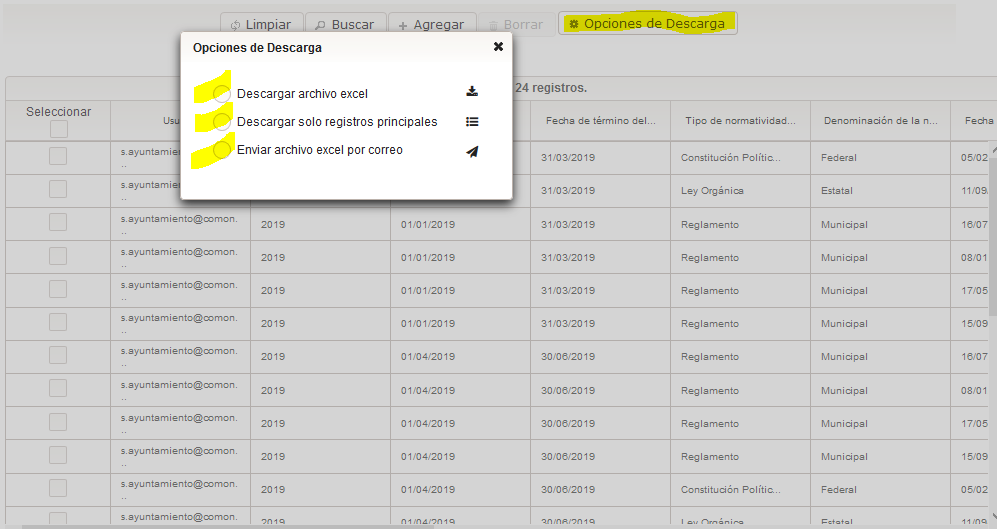 Limpiar Buscar Agregar Borrar Opciones de Descarga
Opciones de Descarga
Descargar archivo excel
Descargar solo registros principales
Enviar archivo excel por correo
24 registros.
Seleccionar Usu Fecha de término del... Tipo de normatividad... Denominación de la n... Fecha
s.ayuntamie 31/03/2019 Constitución Polític... Federal 05/02
..
s.ayuntamie 31/03/2019 Ley Orgánica Estatal 11/09
..
s.ayuntamiento@comon. 2019 01/01/2019 31/03/2019 Reglamento Municipal 16/07
..
s.ayuntamiento@comon. 2019 01/01/2019 31/03/2019 Reglamento Municipal 08/01
..
s.ayuntamiento@comon. 2019 01/01/2019 31/03/2019 Reglamento Municipal 17/05
..
s.ayuntamiento@comon. 2019 01/01/2019 31/03/2019 Reglamento Municipal 15/09
..
s.ayuntamiento@comon. 2019 01/04/2019 30/06/2019 Reglamento Municipal 16/07
..
s.ayuntamiento@comon. 2019 01/04/2019 30/06/2019 Reglamento Municipal 08/01
..
s.ayuntamiento@comon. 2019 01/04/2019 30/06/2019 Reglamento Municipal 17/05
..
s.ayuntamiento@comon. 2019 01/04/2019 30/06/2019 Reglamento Municipal 15/09
..
s.ayuntamiento@comon. 2019 01/04/2019 30/06/2019 Constitución Polític... Federal 05/02
..
s.ayuntamiento@comon. 2019 01/04/2019 30/06/2019 Ley Orgánica Estatal 11/09